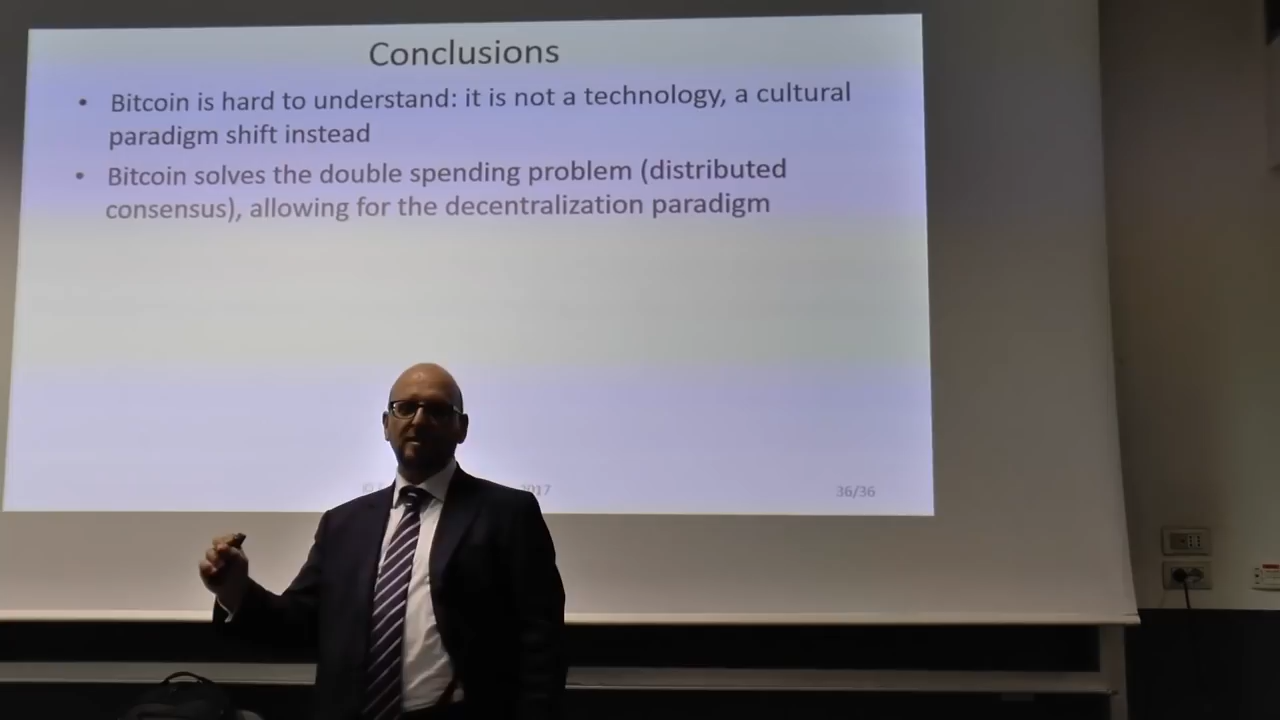 Conclusions
• Bitcoin is hard to understand: it is not a technology, a cultural
paradigm shift instead
• Bitcoin solves the double spending problem (distributed
consensus), allowing for the decentralization paradigm
© 2017
36/36